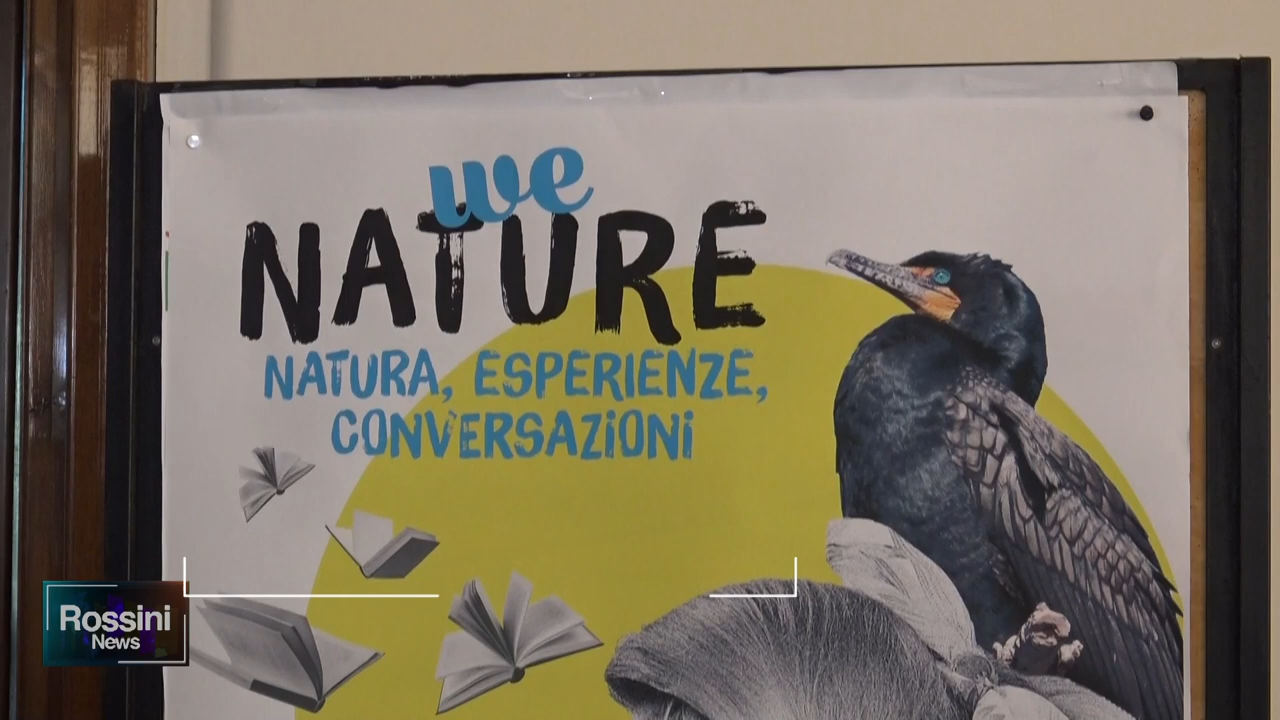 we
NATURE
NATURA, ESPERIENZE,
CONVERSAZIONI
Rossini
News